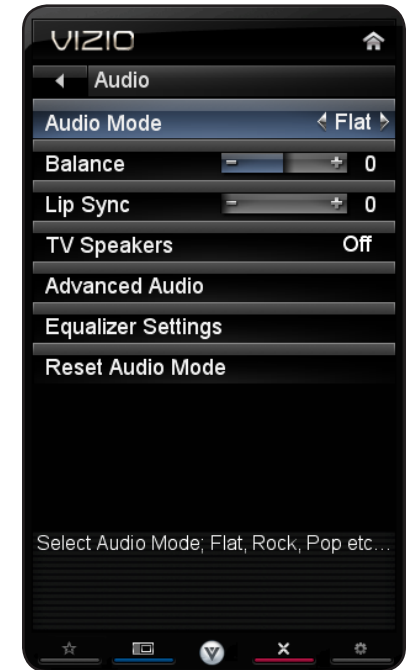 VIZIO
Audio
Audio Mode Flat
Balance - + 0
Lip Sync - + 0
TV Speakers Off
Advanced Audio
Equalizer Settings
Reset Audio Mode
Select Audio Mode; Flat, Rock, Pop etc...
V